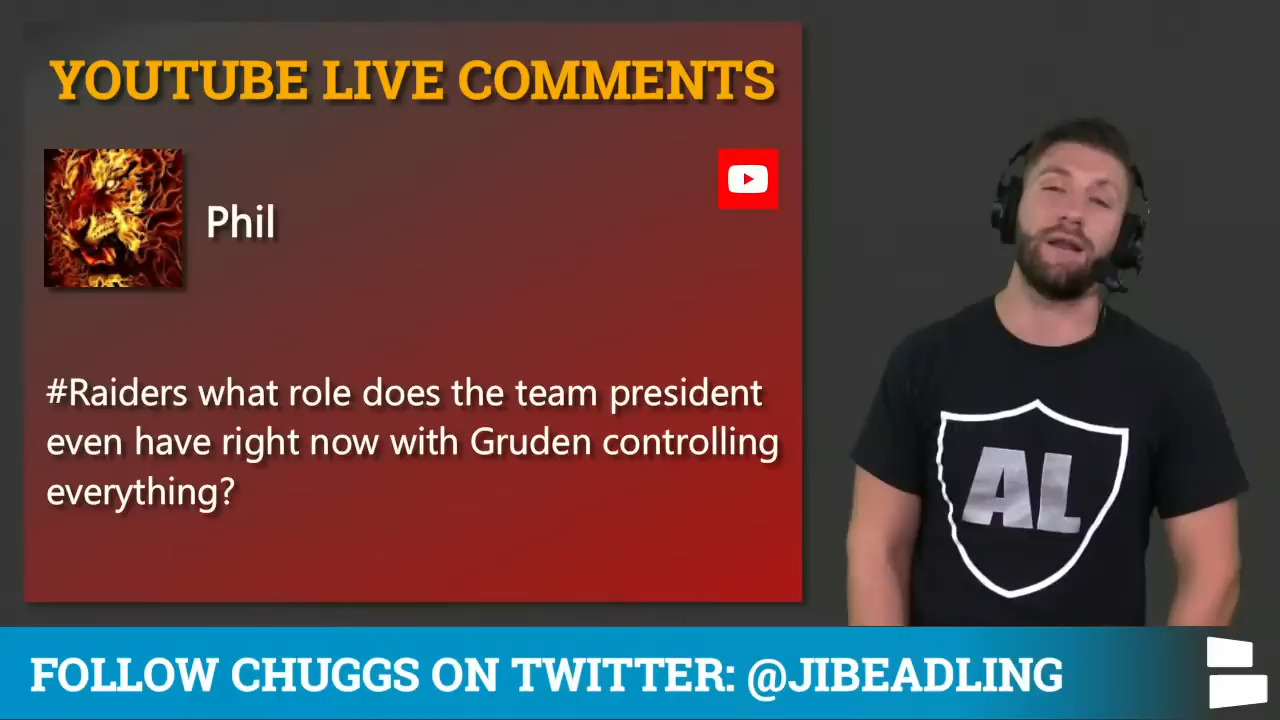 YOUTUBE LIVE COMMENTS
Phil
#Raiders what role does the team president
even have right now with Gruden controlling
everything?
AL
FOLLOW CHUGGS ON TWITTER: @JIBEADLING